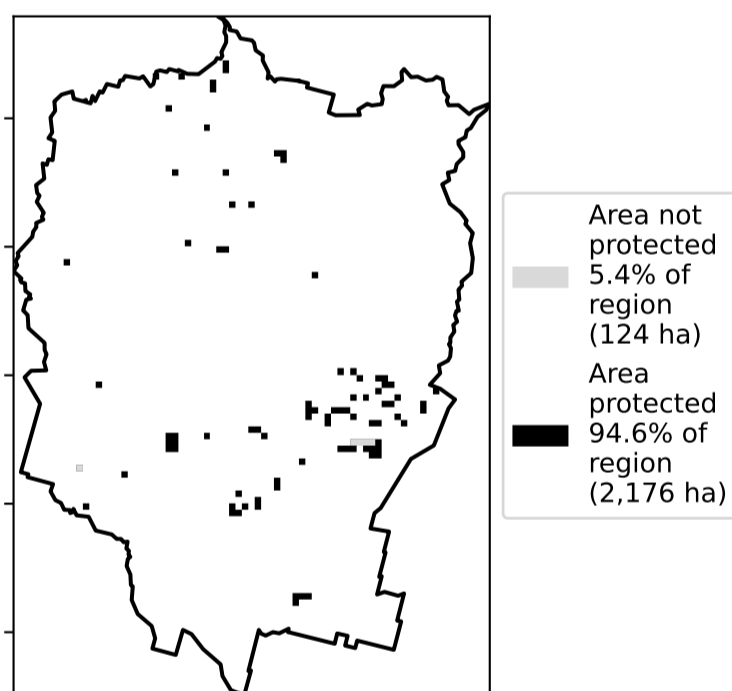 Area not
protected
5.4% of
region
(124 ha)
Area
protected
94.6% of
region
(2,176 ha)